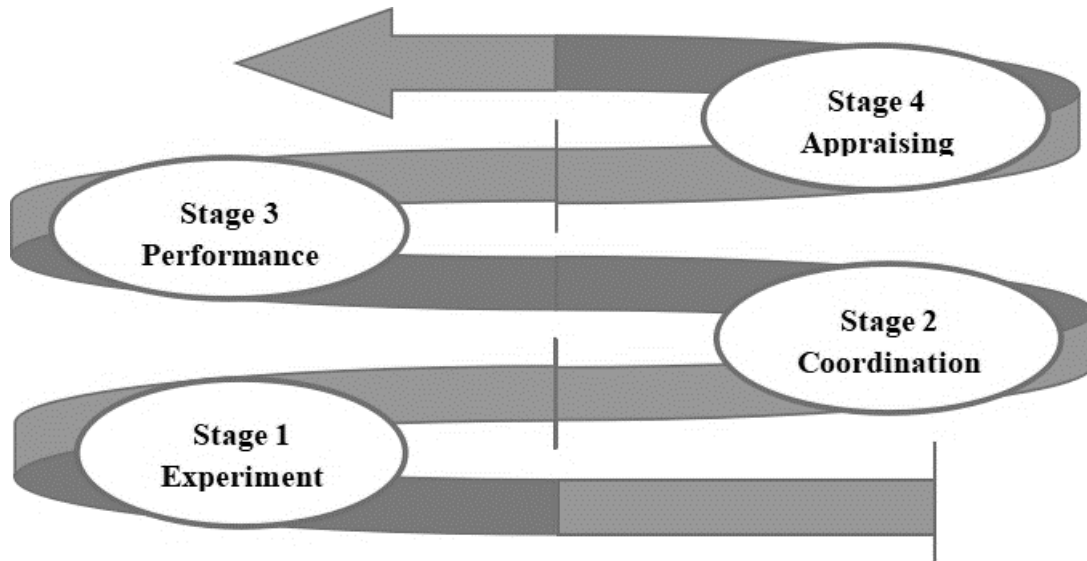 Stage 4
Appraising
Stage 3
Performance
Stage 2
Coordination
Stage 1
Experiment